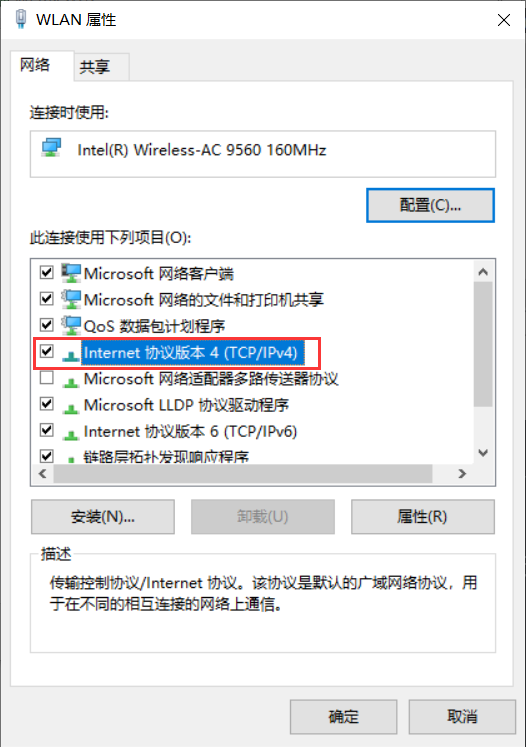 WLAN 属性
网络
共享
连接时使用:
Intel(R) Wireless-AC 9560 160MHz
配置(C)...
此连接使用下列项目(O):
Microsoft 网络客户端
Microsoft 网络的文件和打印机共享
QoS 数据包计划程序
Internet 协议版本 4 (TCP/IPv4)
Microsoft 网络适配器多路传送器协议
Microsoft LLDP 协议驱动程序
Internet 协议版本 6 (TCP/IPv6)
链路层拓扑发现响应程序
安装(N)...
卸载(U)
属性(R)
描述
传输控制协议/Internet 协议。该协议是默认的广域网络协议，用
于在不同的相互连接的网络上通信。
确定
取消